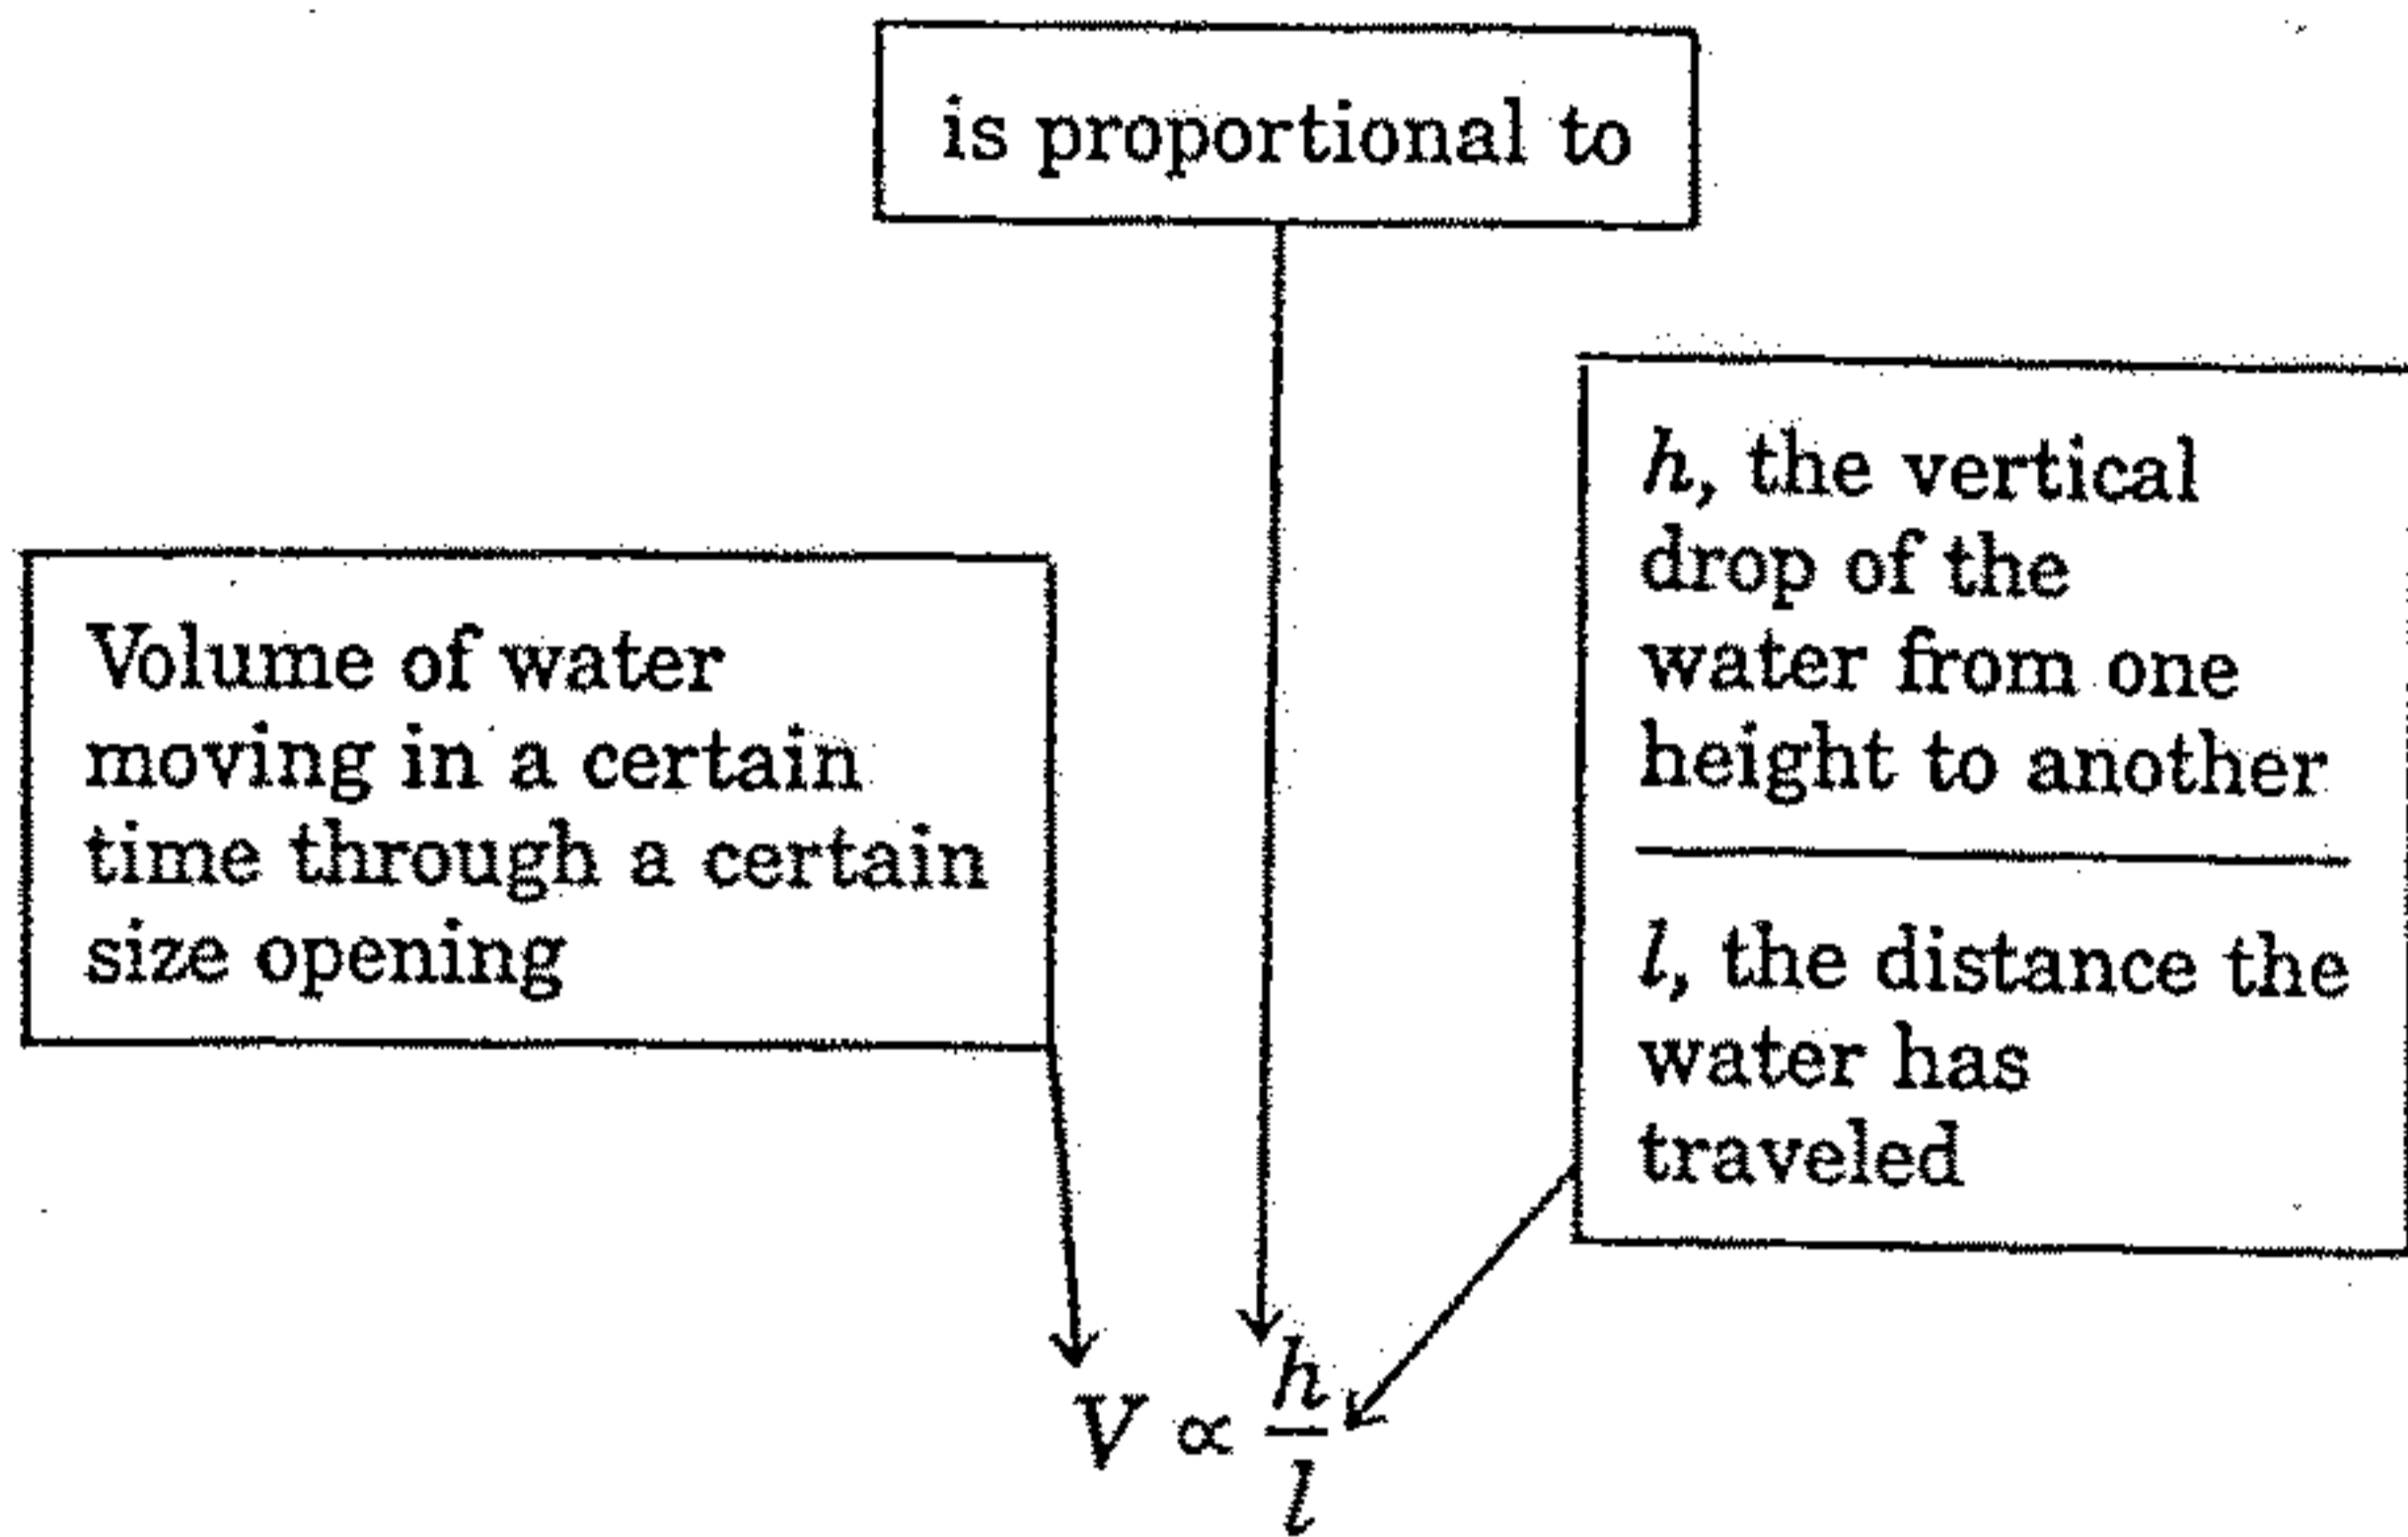 is proportional to
Volume of water
moving in a certain
time through a certain
size opening
h, the vertical
drop of the
water from one
height to another
l, the distance the
water has
traveled
V ∝ h/l